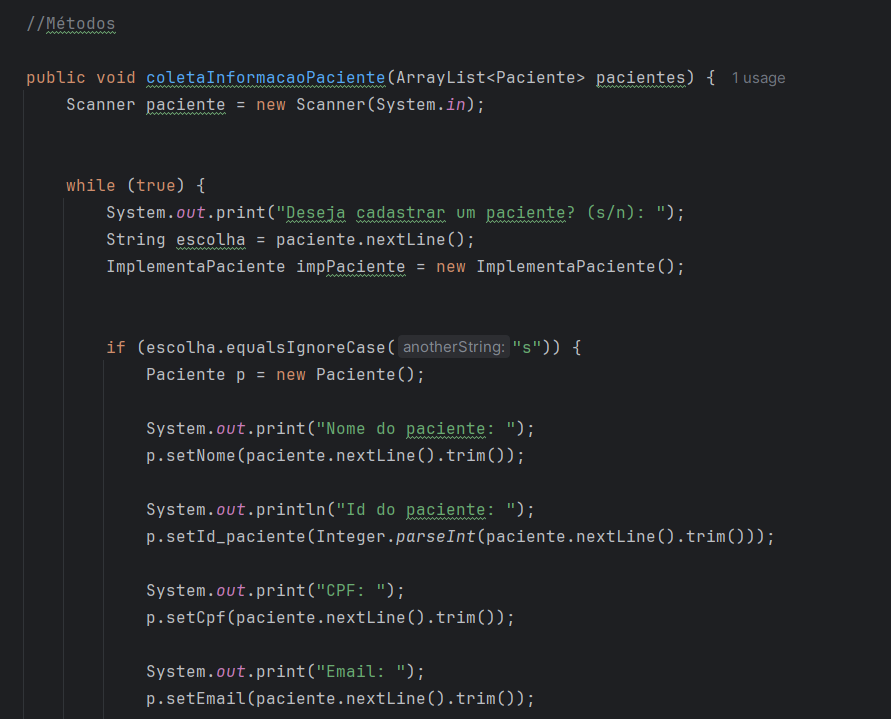 //Métodos
public void coletaInformacaoPaciente(ArrayList<Paciente> pacientes) { 1 usage
Scanner paciente = new Scanner(System.in);
while (true) {
System.out.print("Deseja cadastrar um paciente? (s/n): ");
String escolha = paciente.nextLine();
ImplementaPaciente impPaciente = new ImplementaPaciente();
if (escolha.equalsIgnoreCase( anotherString: "s")) {
Paciente p = new Paciente();
System.out.print("Nome do paciente: ");
p.setNome(paciente.nextLine().trim());
System.out.println("Id do paciente: ");
p.setId_paciente(Integer.parseInt(paciente.nextLine().trim()));
System.out.print("CPF: ");
p.setCpf(paciente.nextLine().trim());
System.out.print("Email: ");
p.setEmail(paciente.nextLine().trim());